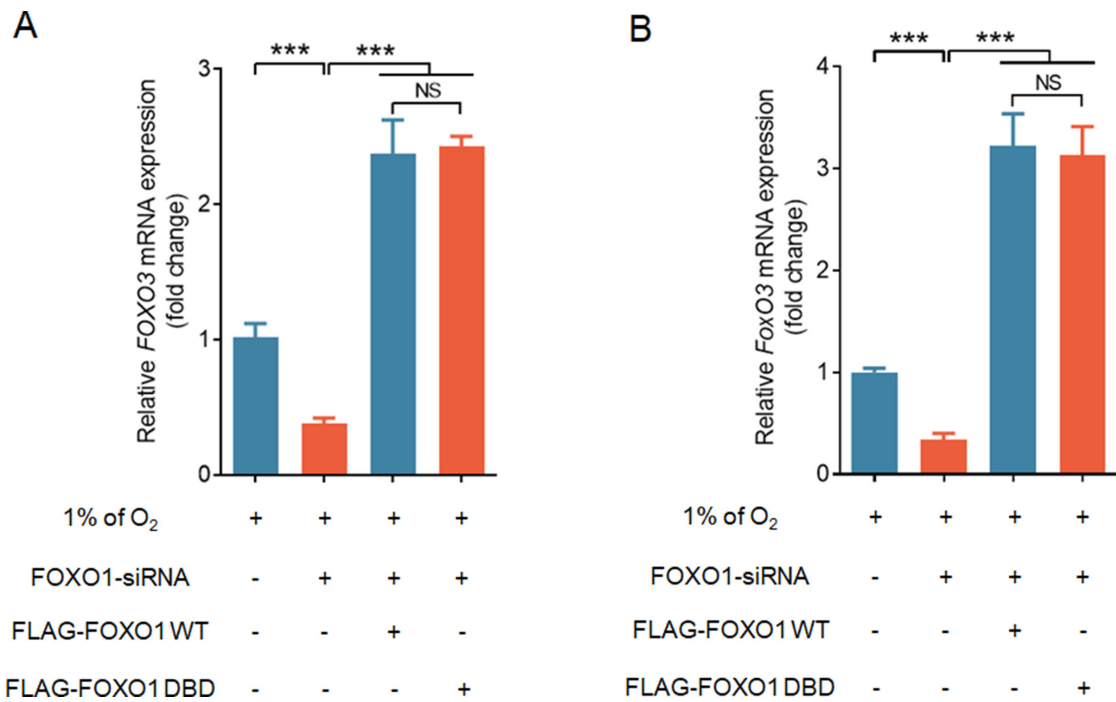 A
*** ***
NS
Relative FOXO3 mRNA expression
(fold change)
3
2
1
0
1% of O₂ + + + +
FOXO1-siRNA - + + +
FLAG-FOXO1 WT - - + -
FLAG-FOXO1 DBD - - - +
B
*** ***
NS
Relative FoxO3 mRNA expression
(fold change)
4
3
2
1
0
1% of O₂ + + + +
FOXO1-siRNA - + + +
FLAG-FOXO1 WT - - + -
FLAG-FOXO1 DBD - - - +